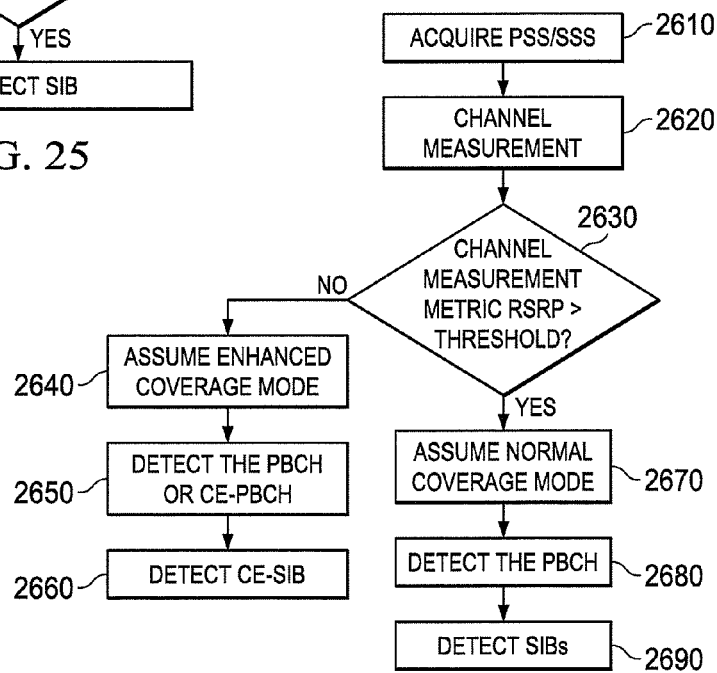 YES
ECT SIB
G. 25
ACQUIRE PSS/SSS
2610
CHANNEL
MEASUREMENT
2620
2630
CHANNEL
MEASUREMENT
METRIC RSRP >
THRESHOLD?
NO
YES
2640
ASSUME ENHANCED
COVERAGE MODE
2650
DETECT THE PBCH
OR CE-PBCH
2660
DETECT CE-SIB
ASSUME NORMAL
COVERAGE MODE
2670
DETECT THE PBCH
2680
DETECT SIBs
2690